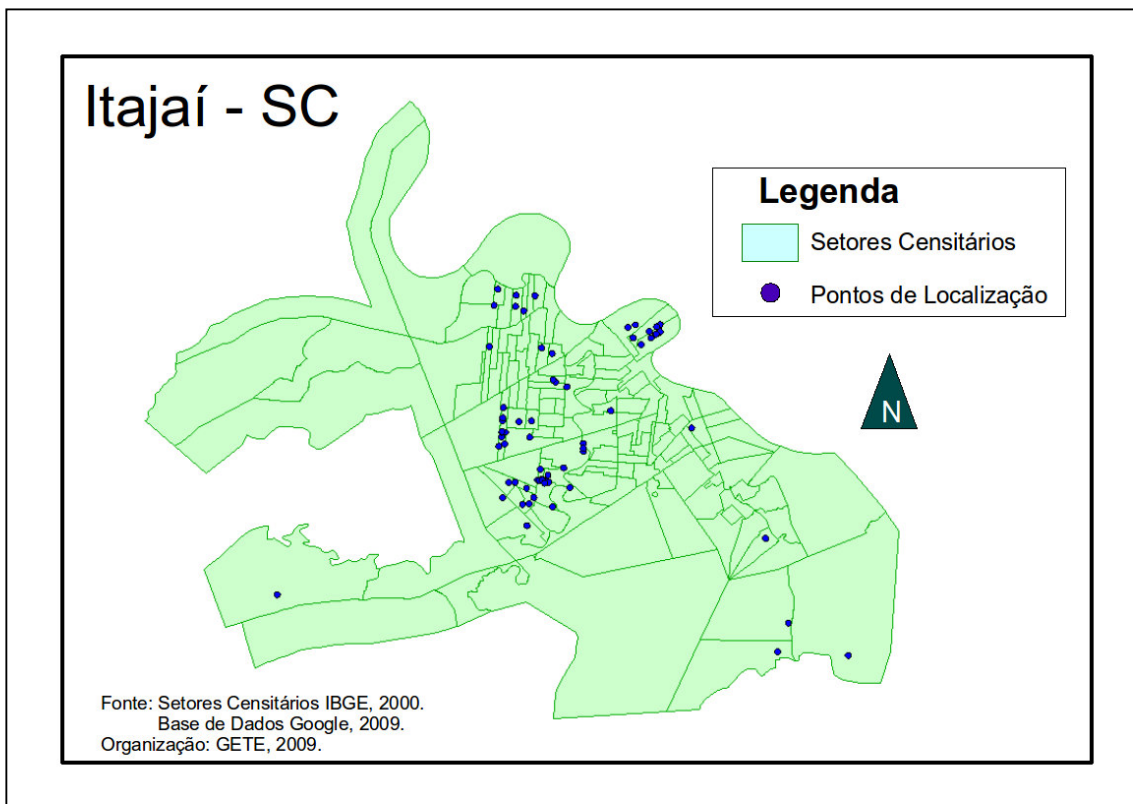 Itajaí - SC
Legenda
Setores Censitários
Pontos de Localização
N
Fonte: Setores Censitários IBGE, 2000.
Base de Dados Google, 2009.
Organização: GETE, 2009.